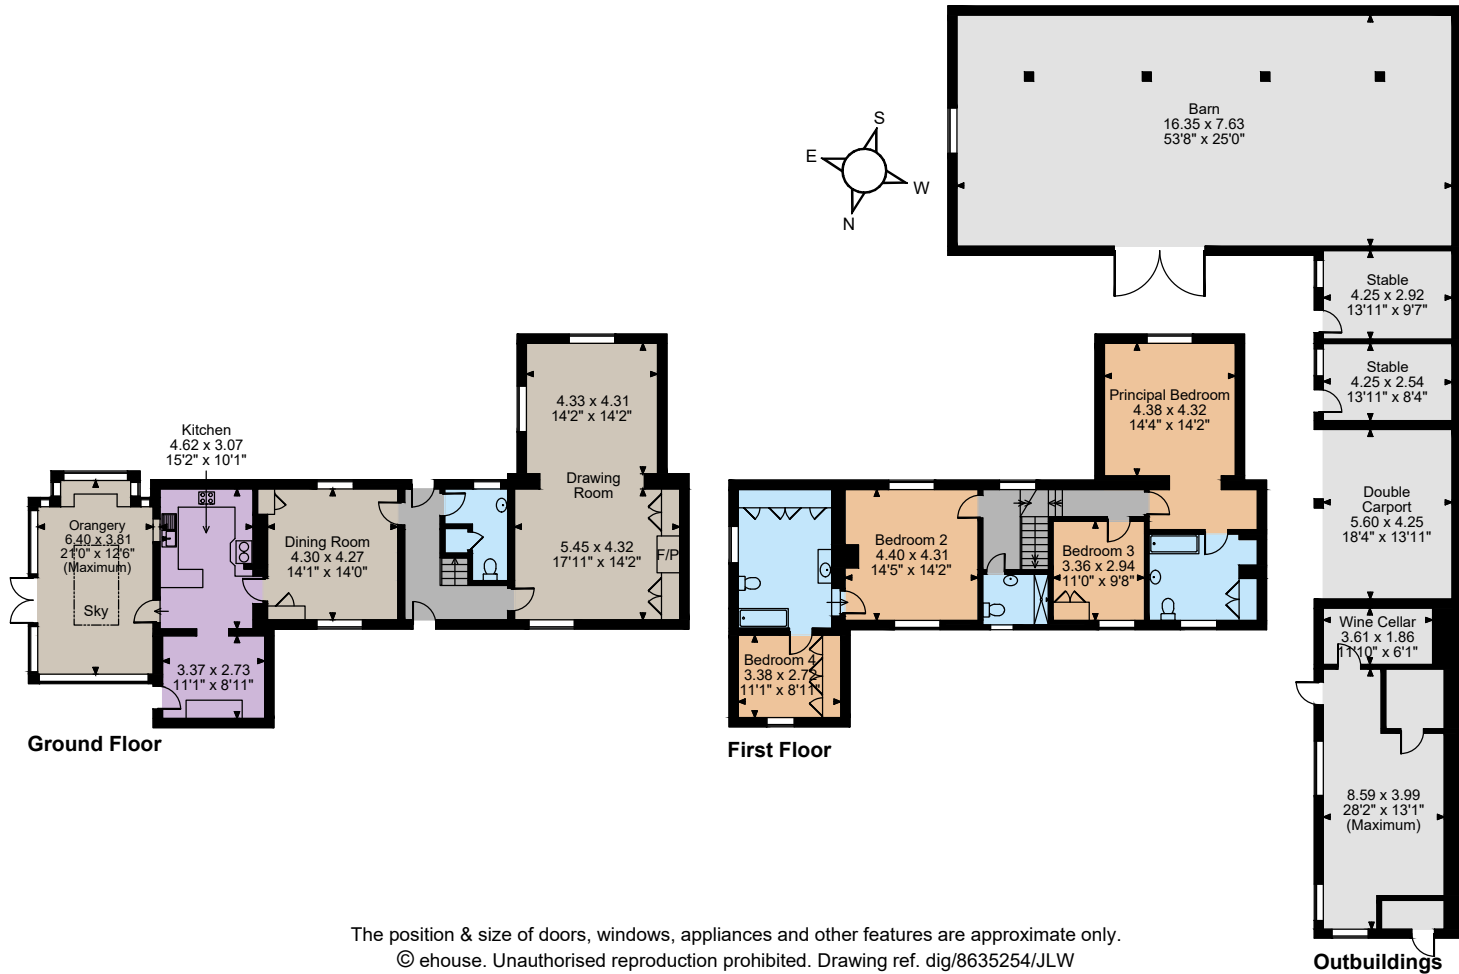 Barn
16.35 x 7.63
53'8" x 25'0"
S
E
W
N
Stable
4.25 x 2.92
13'11" x 9'7"
Stable
4.25 x 2.54
13'11" x 8'4"
Double
Carport
5.60 x 4.25
18'4" x 13'11"
Wine Cellar
3.61 x 1.86
11'10" x 6'1"
8.59 x 3.99
28'2" x 13'1"
(Maximum)
Outbuildings
Kitchen
4.62 x 3.07
15'2" x 10'1"
Orangery
6.40 x 3.81
21'0" x 12'6"
(Maximum)
Sky
Dining Room
4.30 x 4.27
14'1" x 14'0"
4.33 x 4.31
14'2" x 14'2"
Drawing
Room
5.45 x 4.32
17'11" x 14'2"
F/P
3.37 x 2.73
11'1" x 8'11"
Ground Floor
Principal Bedroom
4.38 x 4.32
14'4" x 14'2"
Bedroom 2
4.40 x 4.31
14'5" x 14'2"
Bedroom 3
3.36 x 2.94
11'0" x 9'8"
Bedroom 4
3.38 x 2.72
11'1" x 8'11"
First Floor
The position & size of doors, windows, appliances and other features are approximate only.
© ehouse. Unauthorised reproduction prohibited. Drawing ref. dig/8635254/JLW